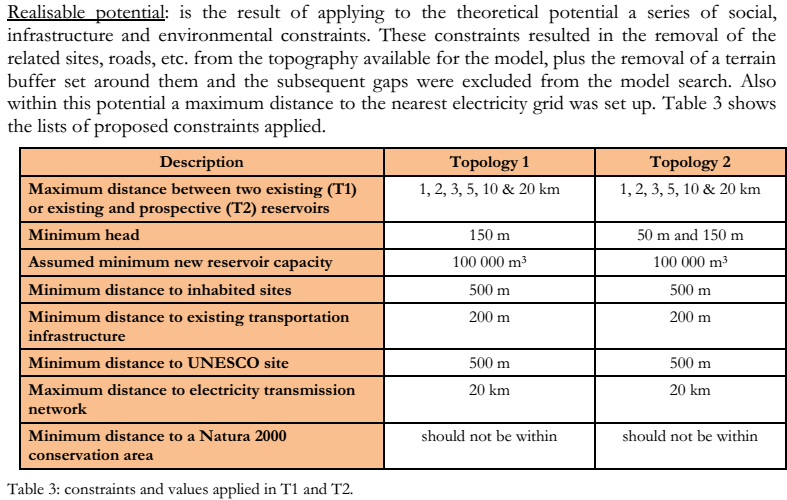 Realisable potential: is the result of applying to the theoretical potential a series of social,
infrastructure and environmental constraints. These constraints resulted in the removal of the
related sites, roads, etc. from the topography available for the model, plus the removal of a terrain
buffer set around them and the subsequent gaps were excluded from the model search. Also
within this potential a maximum distance to the nearest electricity grid was set up. Table 3 shows
the lists of proposed constraints applied.
Description Topology 1 Topology 2
Maximum distance between two existing (T1) 1, 2, 3, 5, 10 & 20 km 1, 2, 3, 5, 10 & 20 km
or existing and prospective (T2) reservoirs
Minimum head 150 m 50 m and 150 m
Assumed minimum new reservoir capacity 100 000 m³ 100 000 m³
Minimum distance to inhabited sites 500 m 500 m
Minimum distance to existing transportation 200 m 200 m
infrastructure
Minimum distance to UNESCO site 500 m 500 m
Maximum distance to electricity transmission 20 km 20 km
network
Minimum distance to a Natura 2000 should not be within should not be within
conservation area
Table 3: constraints and values applied in T1 and T2.